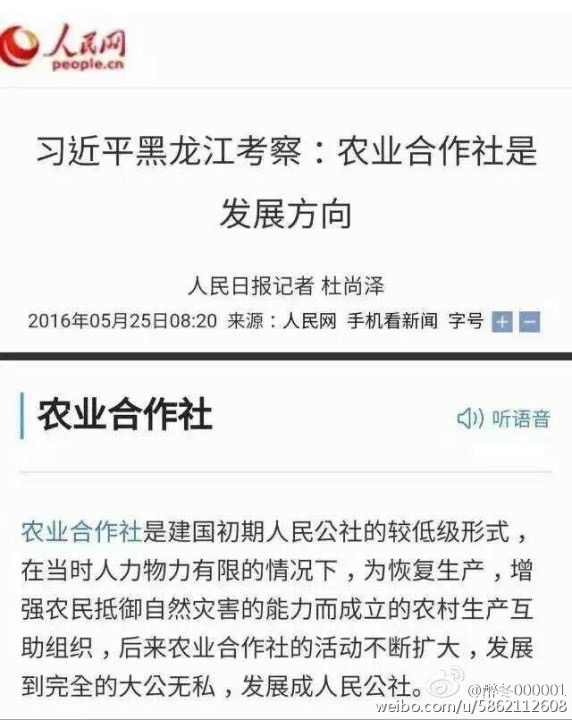 人民网
people.cn
习近平黑龙江考察：农业合作社是
发展方向
人民日报记者 杜尚泽
2016年05月25日08:20 来源：人民网 手机看新闻 字号 + −
农业合作社
听语音
农业合作社是建国初期人民公社的较低级形式，
在当时人力物力有限的情况下，为恢复生产，增
强农民抵御自然灾害的能力而成立的农村生产互
助组织，后来农业合作社的活动不断扩大，发展
到完全的大公无私，发展成人民公社。
@醉冬000001
weibo.com/u/5862112608